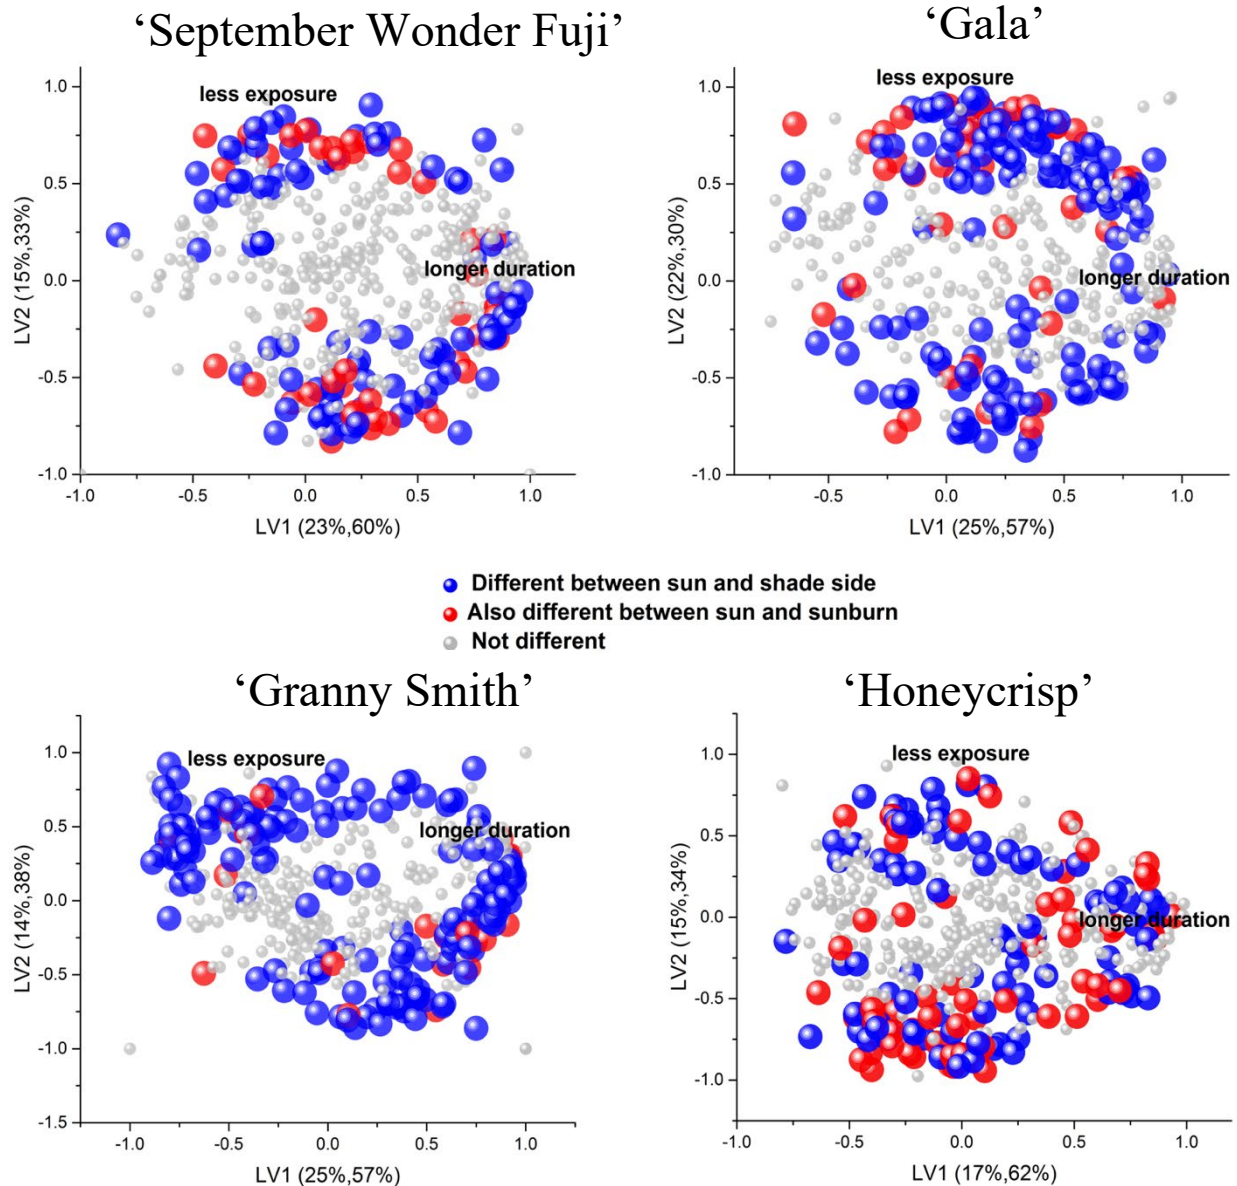 ‘September Wonder Fuji’
‘Gala’
less exposure
longer duration
1.0
0.5
0.0
-0.5
-1.0
LV2 (15%,33%)
-1.0
-0.5
0.0
0.5
1.0
LV1 (23%,60%)
less exposure
longer duration
1.0
0.5
0.0
-0.5
-1.0
LV2 (22%,30%)
-0.5
0.0
0.5
1.0
LV1 (25%,57%)
Different between sun and shade side
Also different between sun and sunburn
Not different
‘Granny Smith’
‘Honeycrisp’
less exposure
longer duration
1.0
0.5
0.0
-0.5
-1.0
-1.5
LV2 (14%,38%)
-1.0
-0.5
0.0
0.5
1.0
LV1 (25%,57%)
less exposure
longer duration
1.0
0.5
0.0
-0.5
-1.0
LV2 (15%,34%)
-1.0
-0.5
0.0
0.5
1.0
LV1 (17%,62%)